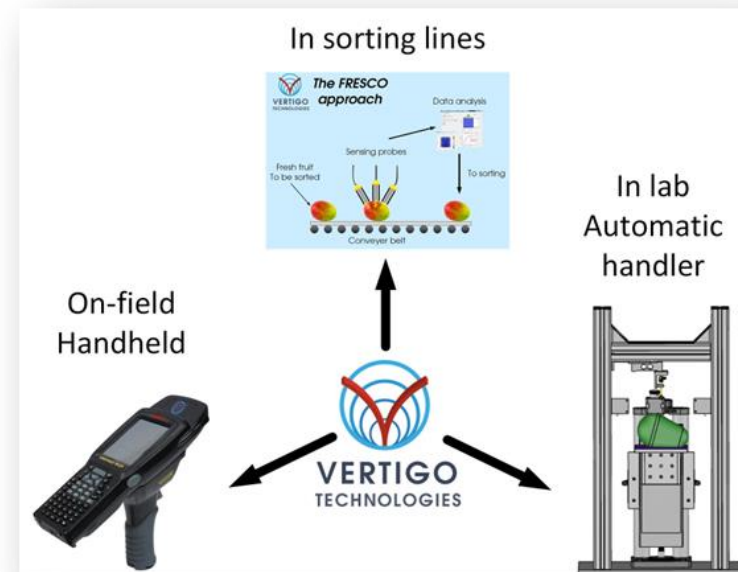 In sorting lines
VERTIGO
TECHNOLOGIES
The FRESCO
approach
Data analysis
Sensing probes
Fresh fruit
To be sorted
To sorting
Conveyer belt
In lab
Automatic
handler
On-field
Handheld
VERTIGO
TECHNOLOGIES